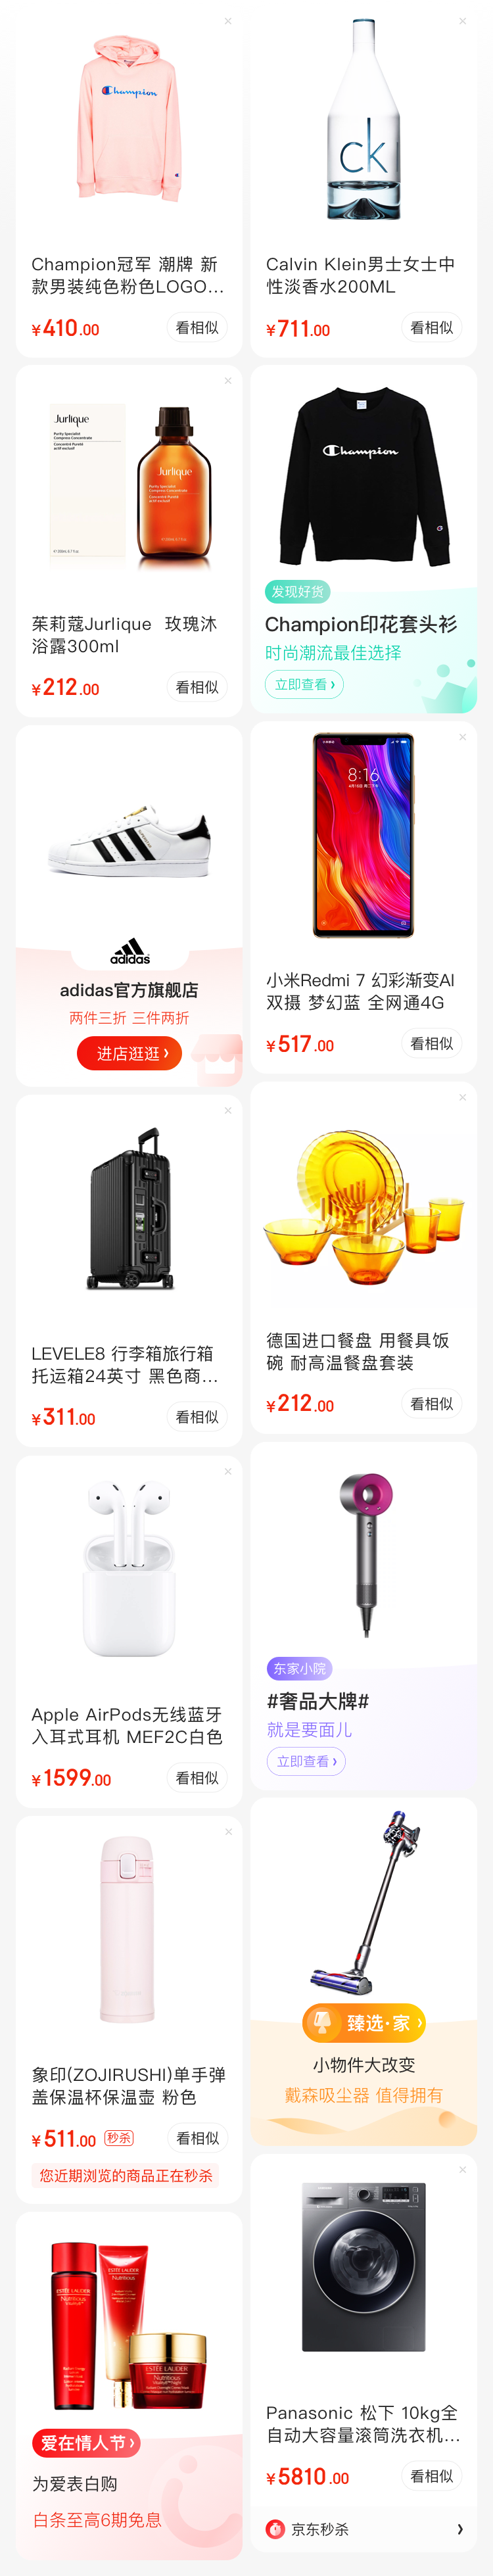 Champion
Champion冠军 潮牌 新
款男装纯色粉色LOGO...
¥410.00
看相似
ck
Calvin Klein男士女士中
性淡香水200ML
¥711.00
看相似
Jurlique
Purity Specialist
Jurlique
Purity Specialist
茱莉蔻Jurlique 玫瑰沐
浴露300ml
¥212.00
看相似
Champion
发现好货
Champion印花套头衫
时尚潮流最佳选择
立即查看›
adidas
adidas官方旗舰店
两件三折 三件两折
进店逛逛›
8:16
小米Redmi 7 幻彩渐变AI
双摄 梦幻蓝 全网通4G
¥517.00
看相似
LEVELE8 行李箱旅行箱
托运箱24英寸 黑色商...
¥311.00
看相似
德国进口餐盘 用餐具饭
碗 耐高温餐盘套装
¥212.00
看相似
Apple AirPods无线蓝牙
入耳式耳机 MEF2C白色
¥1599.00
看相似
东家小院
#奢品大牌#
就是要面儿
立即查看›
象印(ZOJIRUSHI)单手弹
盖保温杯保温壶 粉色
¥511.00
秒杀
看相似
您近期浏览的商品正在秒杀
臻选·家›
小物件大改变
戴森吸尘器 值得拥有
ESTĒE LAUDER
Nutritious
ESTĒE LAUDER
Nutritious
ESTĒE LAUDER
Nutritious
爱在情人节›
为爱表白购
白条至高6期免息
Panasonic 松下 10kg全
自动大容量滚筒洗衣机...
¥5810.00
看相似
京东秒杀
›